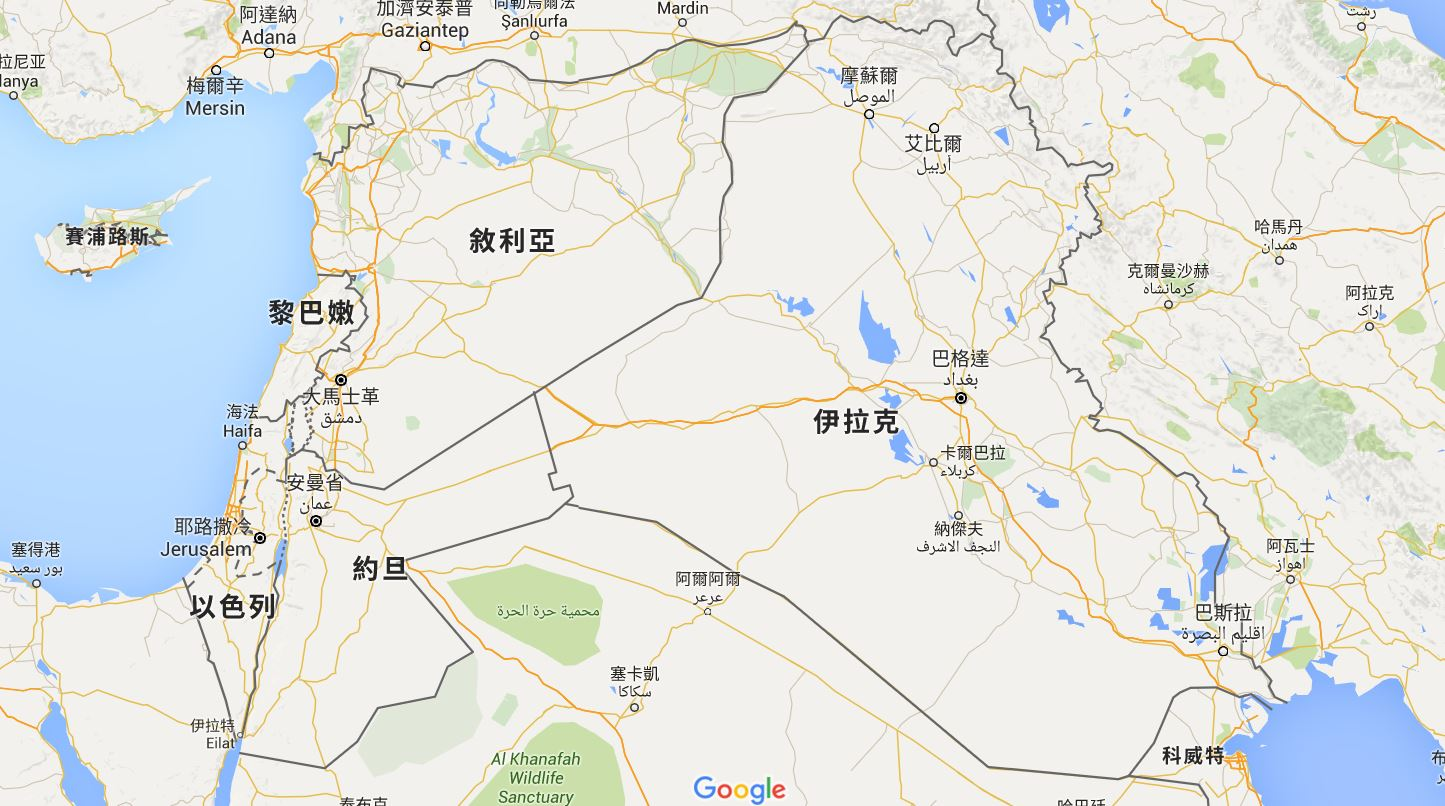 阿達納
Adana
加濟安泰普
Gaziantep
Şanlıurfa
Mardin
رشت
拉尼亚
lanya
梅爾辛
Mersin
摩蘇爾
الموصل
艾比爾
أربيل
賽浦路斯
敘利亞
哈馬丹
همدان
克爾曼沙赫
كرمانشاه
阿拉克
اراک
黎巴嫩
巴格達
بغداد
大馬士革
دمشق
海法
Haifa
伊拉克
卡爾巴拉
كربلاء
安曼省
عمان
耶路撒冷
Jerusalem
納傑夫
النجف الاشرف
塞得港
بور سعيد
約旦
阿瓦士
اهواز
以色列
阿爾阿爾
عرعر
محمية حرة الحرة
巴斯拉
اقليم البصرة
塞卡凱
سكاكا
伊拉特
Eilat
科威特
Al Khanafah
Wildlife
Sanctuary
Google